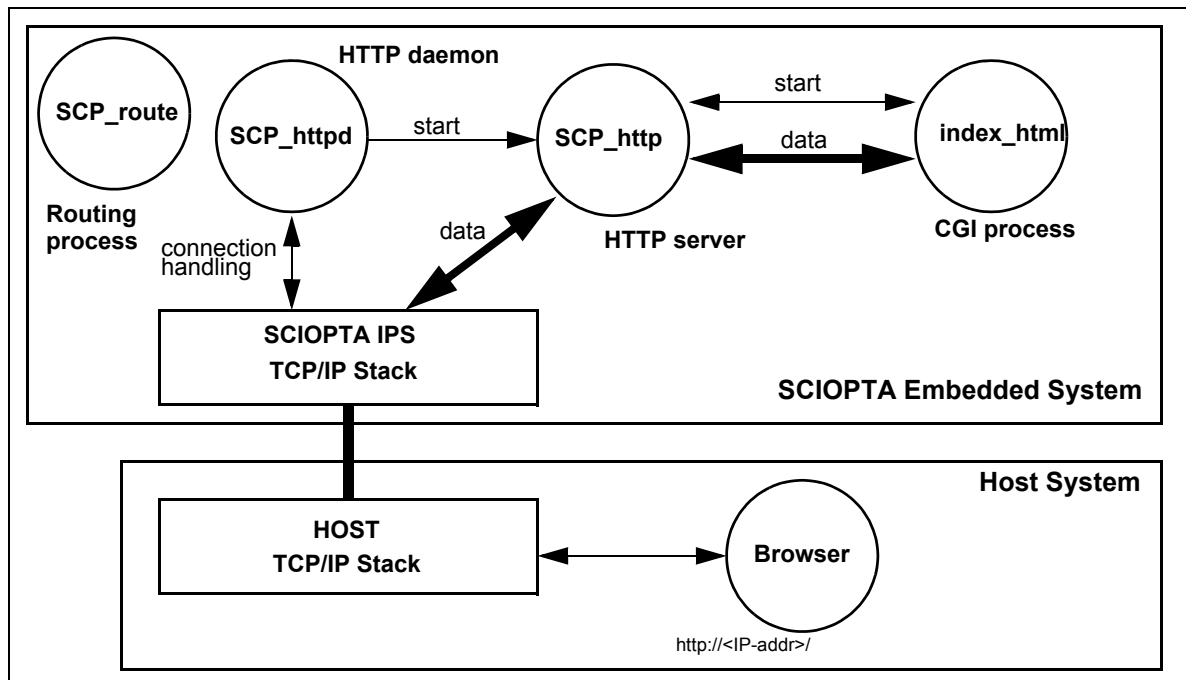 HTTP daemon
SCP_route
SCP_httpd
start
SCP_http
start
data
index_html
Routing
process
connection
handling
data
HTTP server
CGI process
SCIOPTA IPS
TCP/IP Stack
SCIOPTA Embedded System
Host System
HOST
TCP/IP Stack
Browser
http://<IP-addr>/